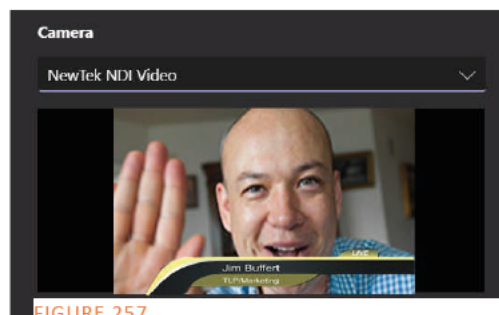 Camera
NewTek NDI Video
LIVE
Jim Buffert
TLP/Marketing
FIGURE 257